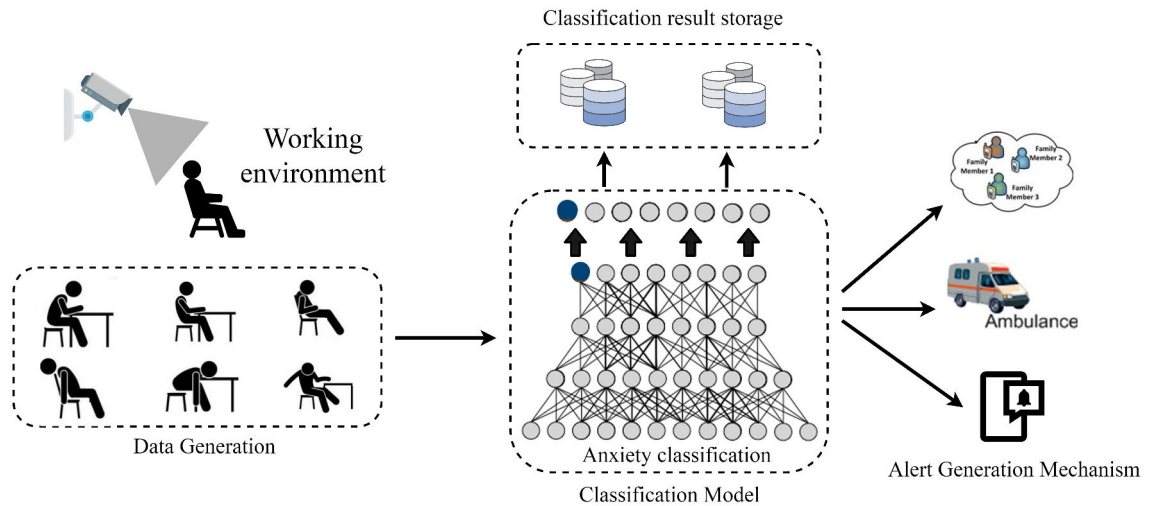 Classification result storage
Working
environment
Family
Member 1
Family
Member 2
Family
Member 3
Ambulance
Data Generation
Anxiety classification
Classification Model
Alert Generation Mechanism